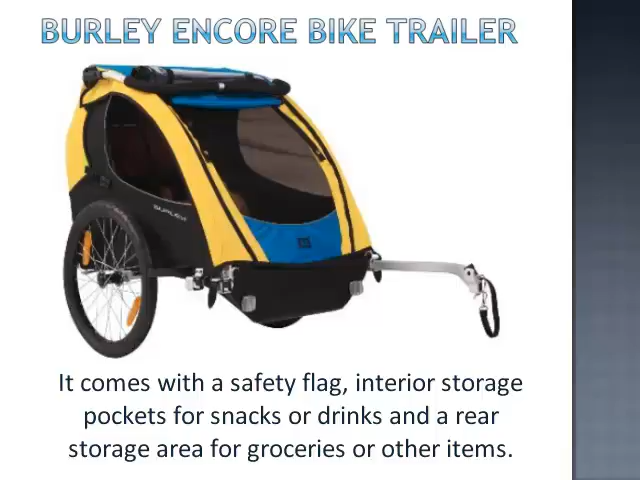 BURLEY ENCORE BIKE TRAILER
BURLEY
It comes with a safety flag, interior storage
pockets for snacks or drinks and a rear
storage area for groceries or other items.